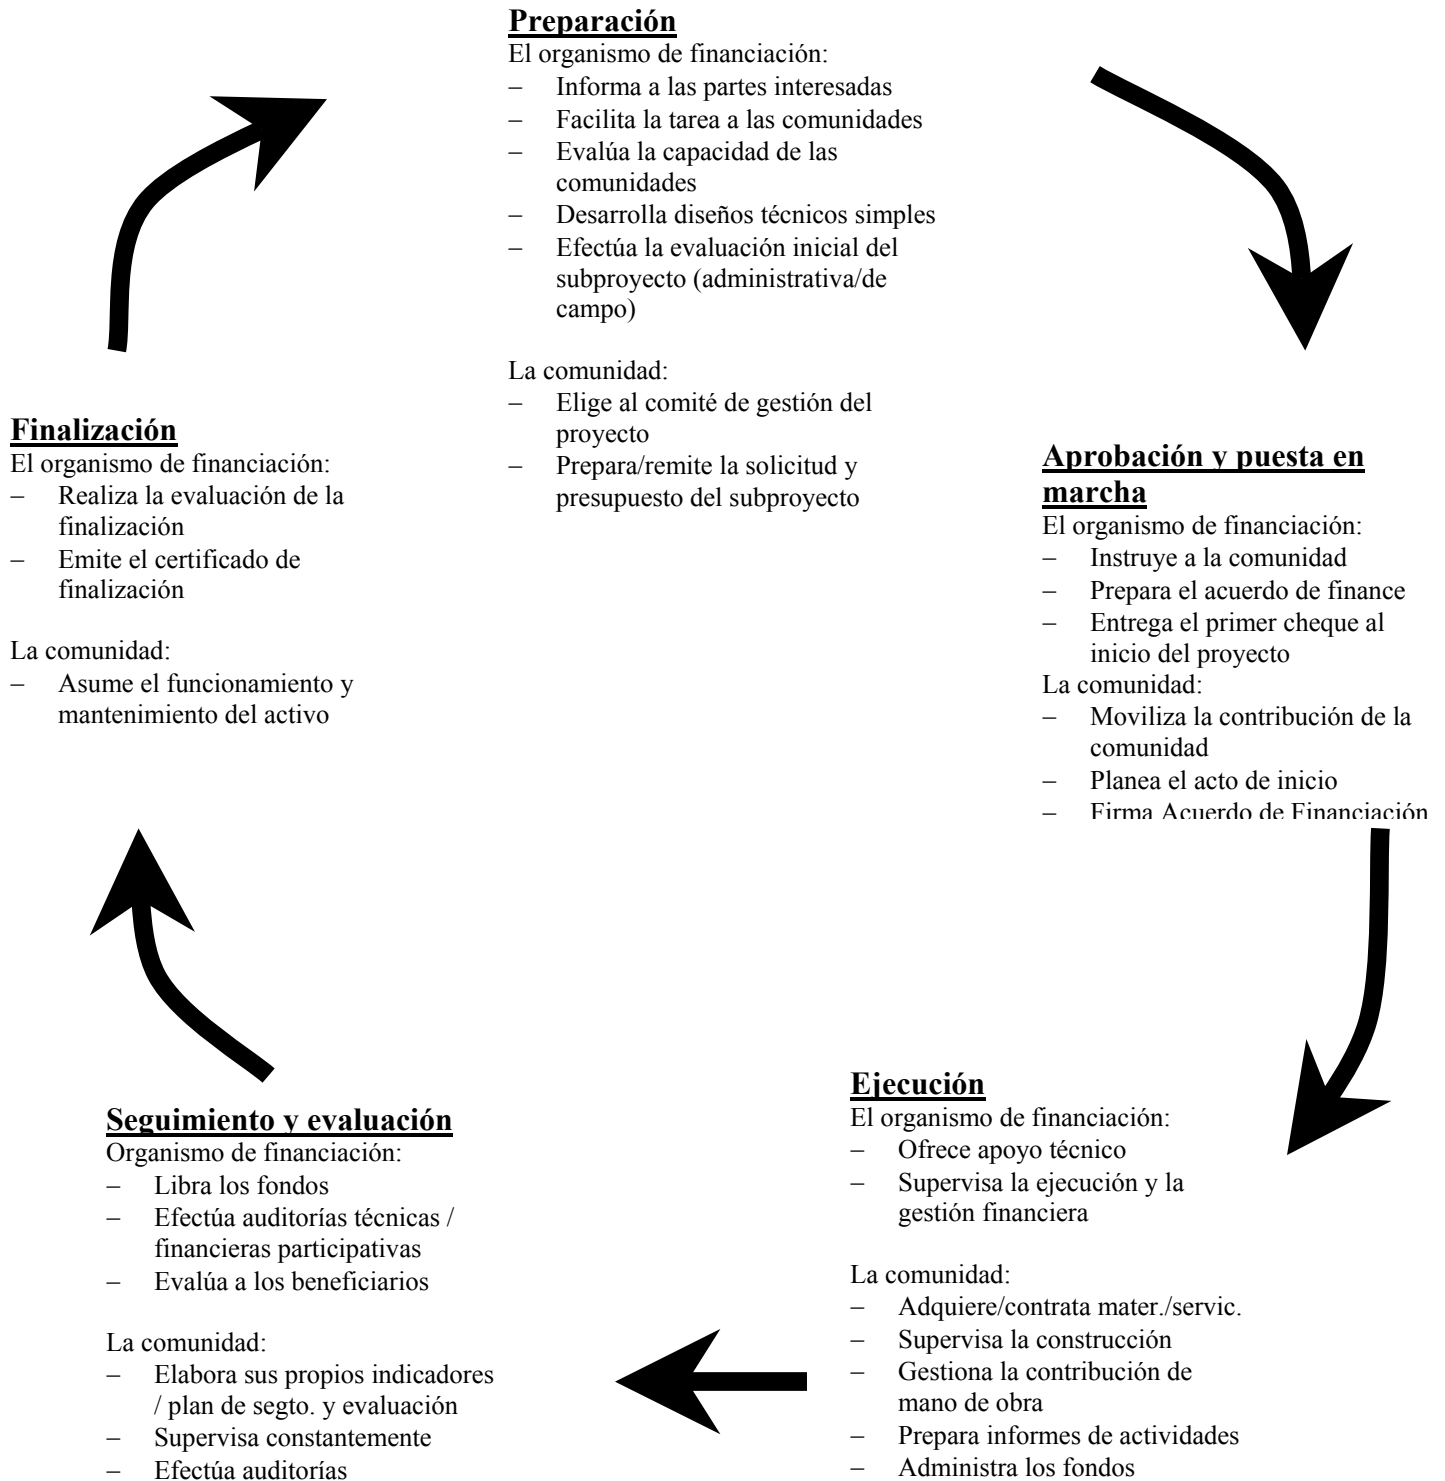 Preparación
El organismo de financiación:
– Informa a las partes interesadas
– Facilita la tarea a las comunidades
– Evalúa la capacidad de las
comunidades
– Desarrolla diseños técnicos simples
– Efectúa la evaluación inicial del
subproyecto (administrativa/de
campo)
La comunidad:
– Elige al comité de gestión del
proyecto
– Prepara/remite la solicitud y
presupuesto del subproyecto
Aprobación y puesta en
marcha
El organismo de financiación:
– Instruye a la comunidad
– Prepara el acuerdo de finance
– Entrega el primer cheque al
inicio del proyecto
La comunidad:
– Moviliza la contribución de la
comunidad
– Planea el acto de inicio
– Firma Acuerdo de Financiación
Ejecución
El organismo de financiación:
– Ofrece apoyo técnico
– Supervisa la ejecución y la
gestión financiera
La comunidad:
– Adquiere/contrata mater./servic.
– Supervisa la construcción
– Gestiona la contribución de
mano de obra
– Prepara informes de actividades
– Administra los fondos
Seguimiento y evaluación
Organismo de financiación:
– Libra los fondos
– Efectúa auditorías técnicas /
financieras participativas
– Evalúa a los beneficiarios
La comunidad:
– Elabora sus propios indicadores
/ plan de segto. y evaluación
– Supervisa constantemente
– Efectúa auditorías
Finalización
El organismo de financiación:
– Realiza la evaluación de la
finalización
– Emite el certificado de
finalización
La comunidad:
– Asume el funcionamiento y
mantenimiento del activo